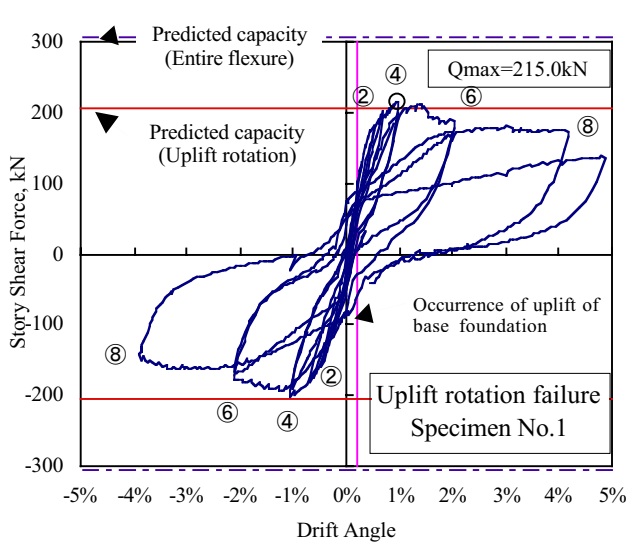 Predicted capacity
(Entire flexure)
300
④
Qmax=215.0kN
②
⑥
200
Predicted capacity
(Uplift rotation)
⑧
100
Story Shear Force, kN
0
-100
Occurrence of uplift of
base foundation
⑧
②
-200
⑥
④
Uplift rotation failure
Specimen No.1
-300
-5% -4% -3% -2% -1% 0% 1% 2% 3% 4% 5%
Drift Angle